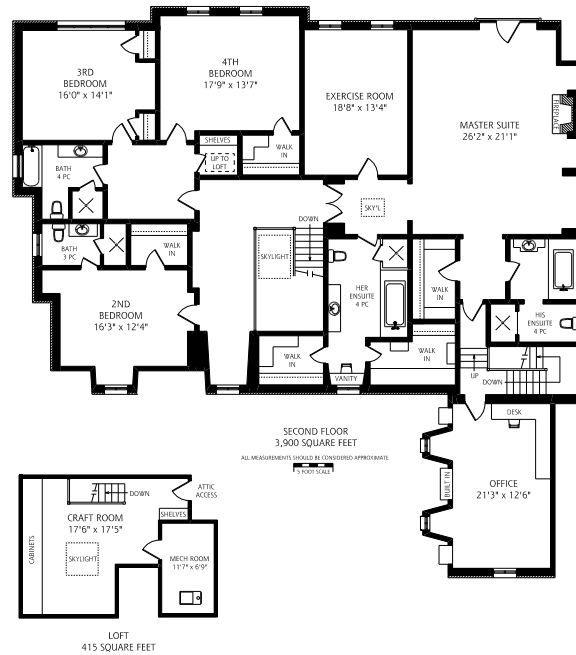 3RD
BEDROOM
16'0" x 14'1"
4TH
BEDROOM
17'9" x 13'7"
EXERCISE ROOM
18'8" x 13'4"
MASTER SUITE
26'2" x 21'1"
FIREPLACE
SHELVES
UP TO
LOFT
WALK
IN
BATH
4 PC
SKY'L
DOWN
BATH
3 PC
WALK
IN
SKYLIGHT
HER
ENSUITE
4 PC
WALK
IN
2ND
BEDROOM
16'3" x 12'4"
HIS
ENSUITE
4 PC
WALK
IN
WALK
IN
VANITY
UP
DOWN
DESK
SECOND FLOOR
3,900 SQUARE FEET
ALL MEASUREMENTS SHOULD BE CONSIDERED APPROXIMATE.
5 FOOT SCALE
BUILT IN
OFFICE
21'3" x 12'6"
DOWN
ATTIC
ACCESS
CRAFT ROOM
17'6" x 17'5"
SHELVES
CABINETS
SKYLIGHT
MECH ROOM
11'7" x 6'9"
LOFT
415 SQUARE FEET